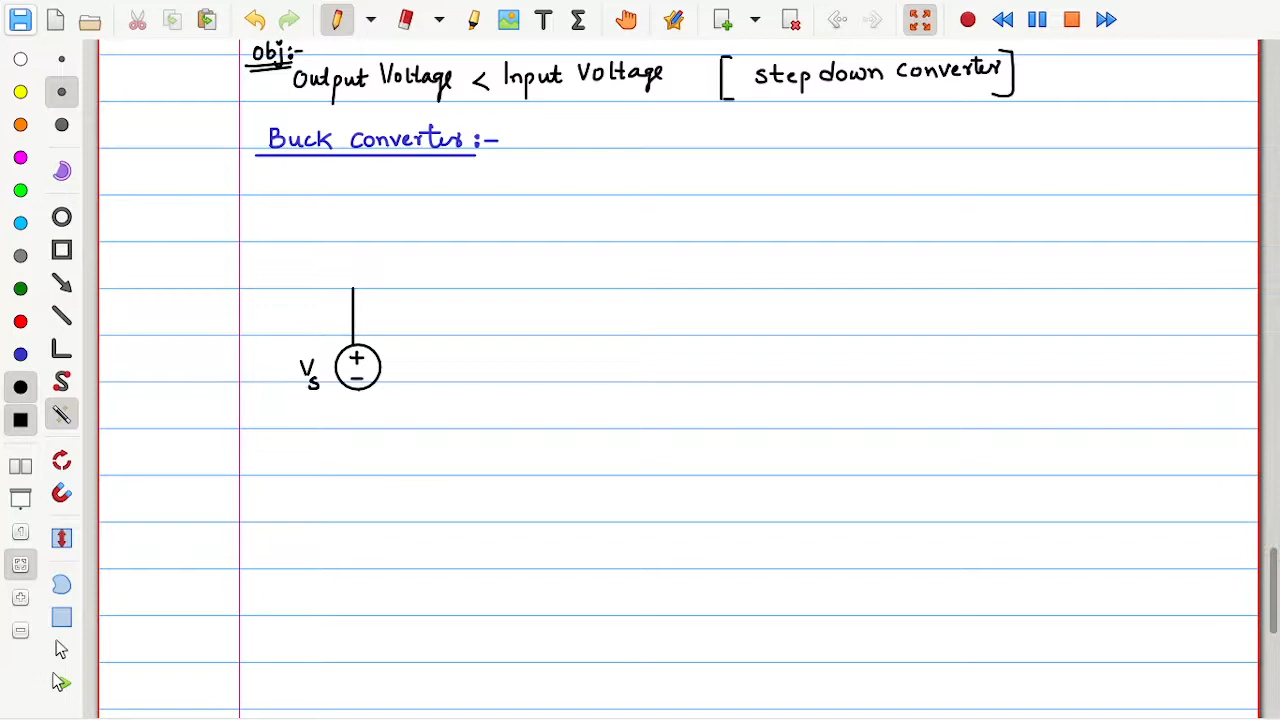 Obj:-
Output Voltage < Input Voltage [ step down converter ]
Buck Converter :-
+
Vs
-